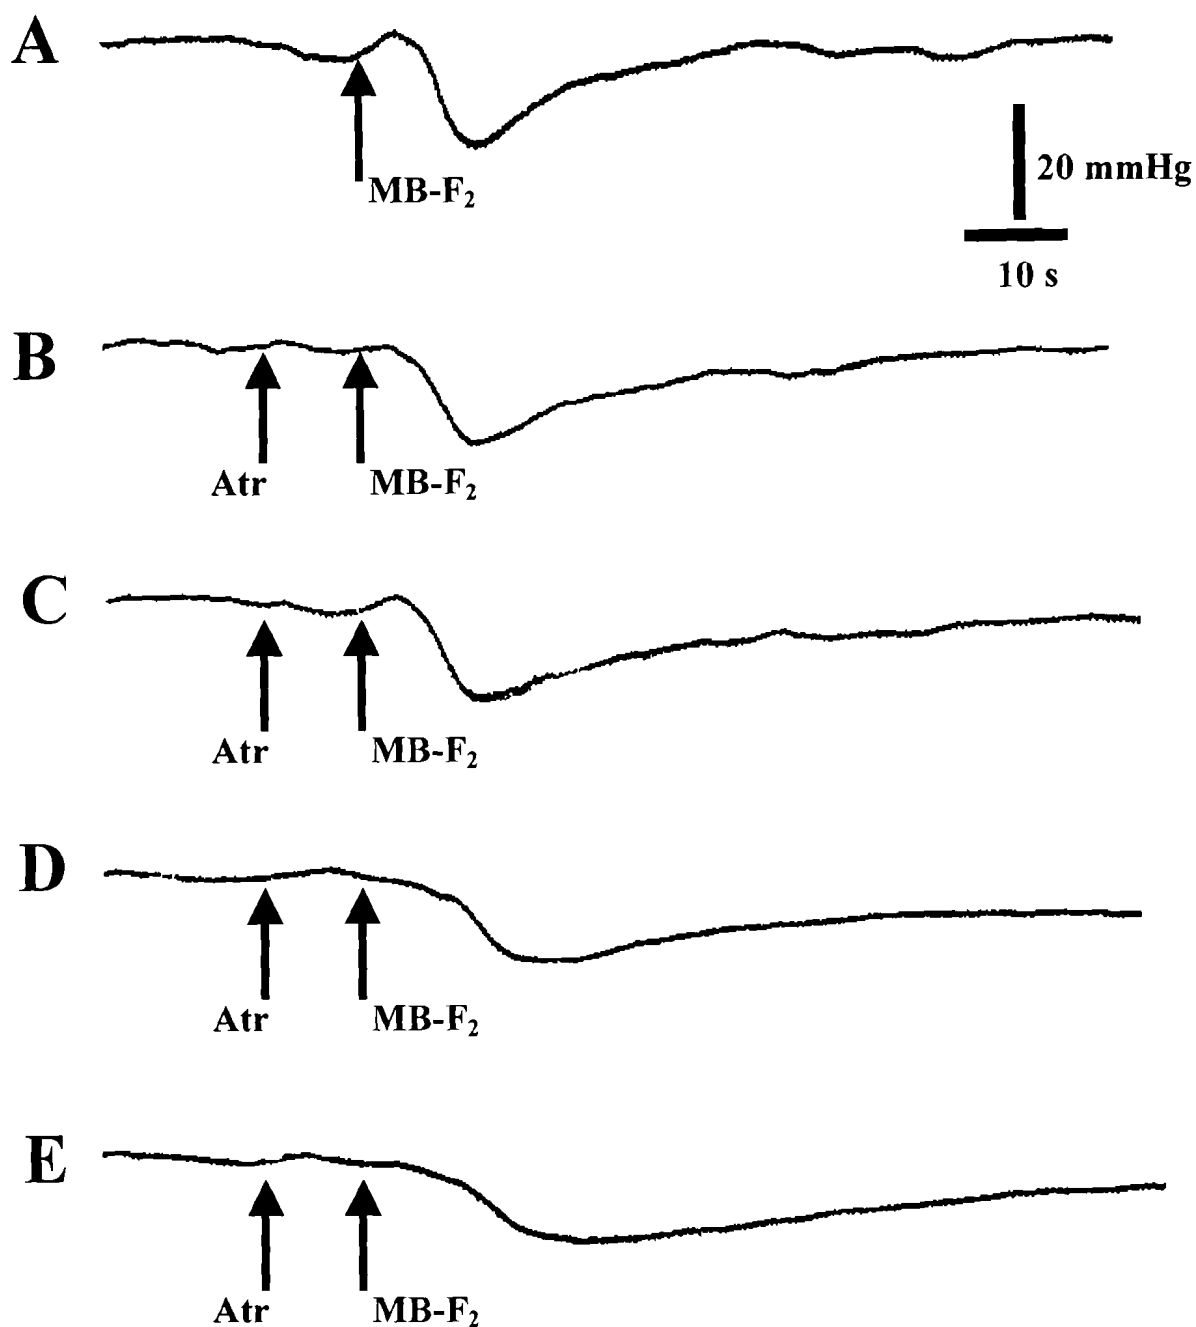 A
MB-F₂
20 mmHg
10 s
B
Atr MB-F₂
C
Atr MB-F₂
D
Atr MB-F₂
E
Atr MB-F₂